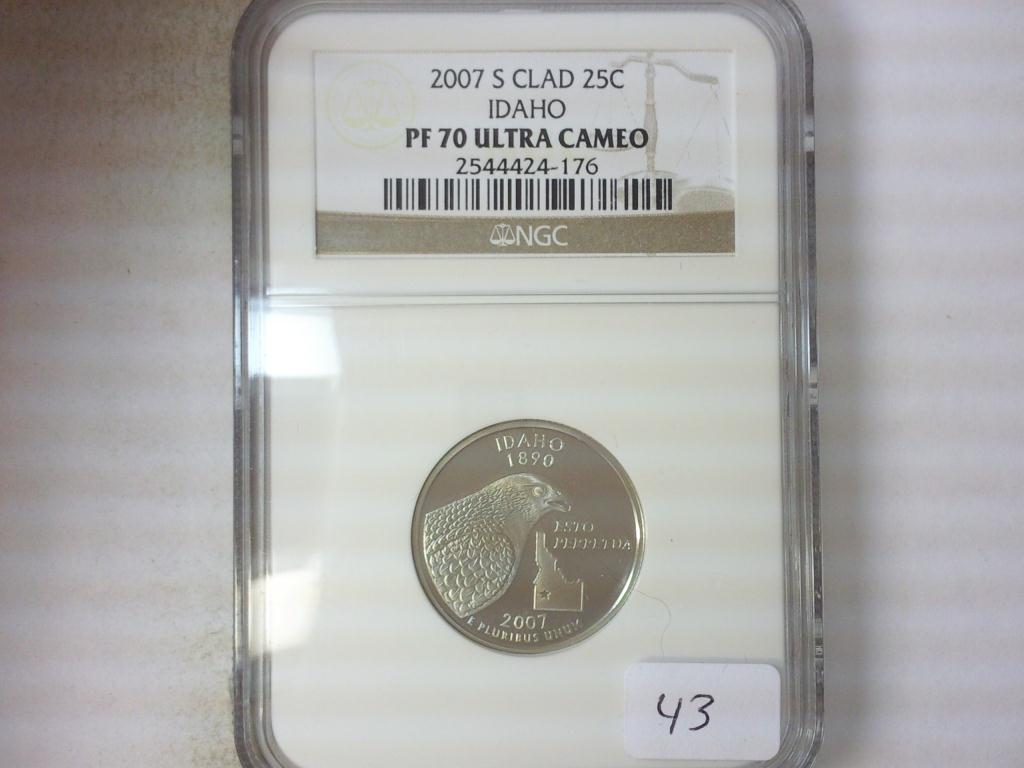 2007 S CLAD 25C
IDAHO
PF 70 ULTRA CAMEO
2544424-176
NGC
IDAHO
1890
ESTO
PERPETUA
2007
E PLURIBUS UNUM
43